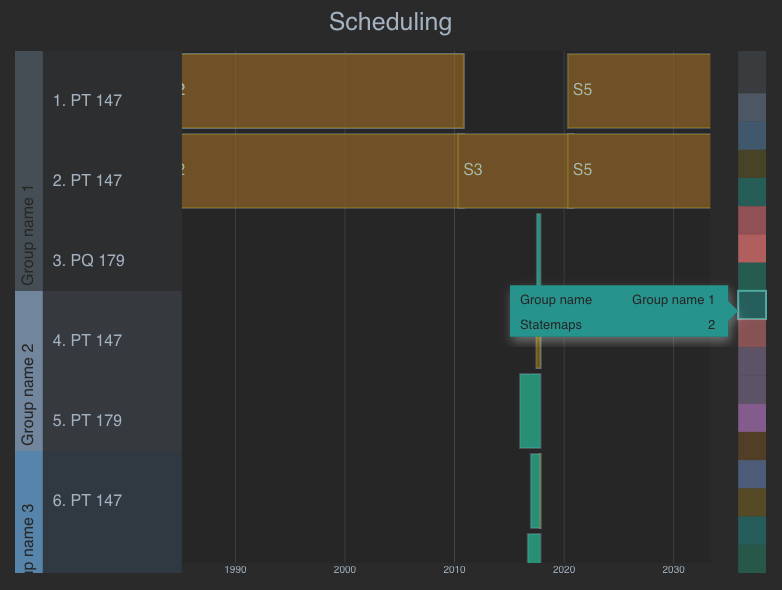 Scheduling
1. PT 147
2. PT 147
3. PQ 179
4. PT 147
5. PT 179
6. PT 147
Group name 1
Group name 2
up name 3
2
S5
2
S3
S5
Group name Group name 1
Statemaps 2
1990 2000 2010 2020 2030